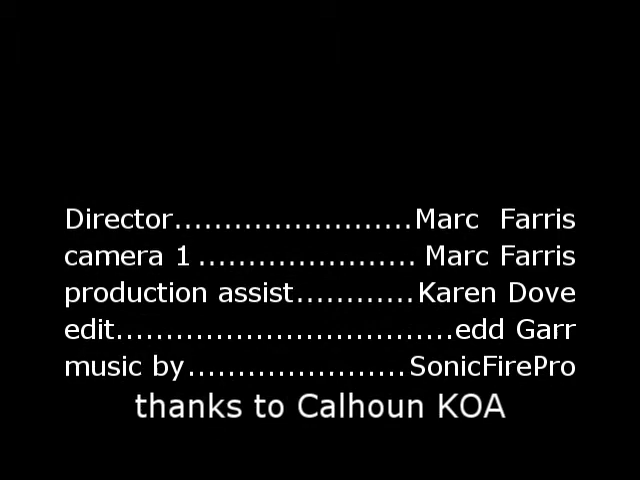 Director........................Marc  Farris
camera 1 ...................... Marc Farris
production assist............Karen Dove
edit..................................edd Garr
music by......................SonicFirePro
thanks to Calhoun KOA